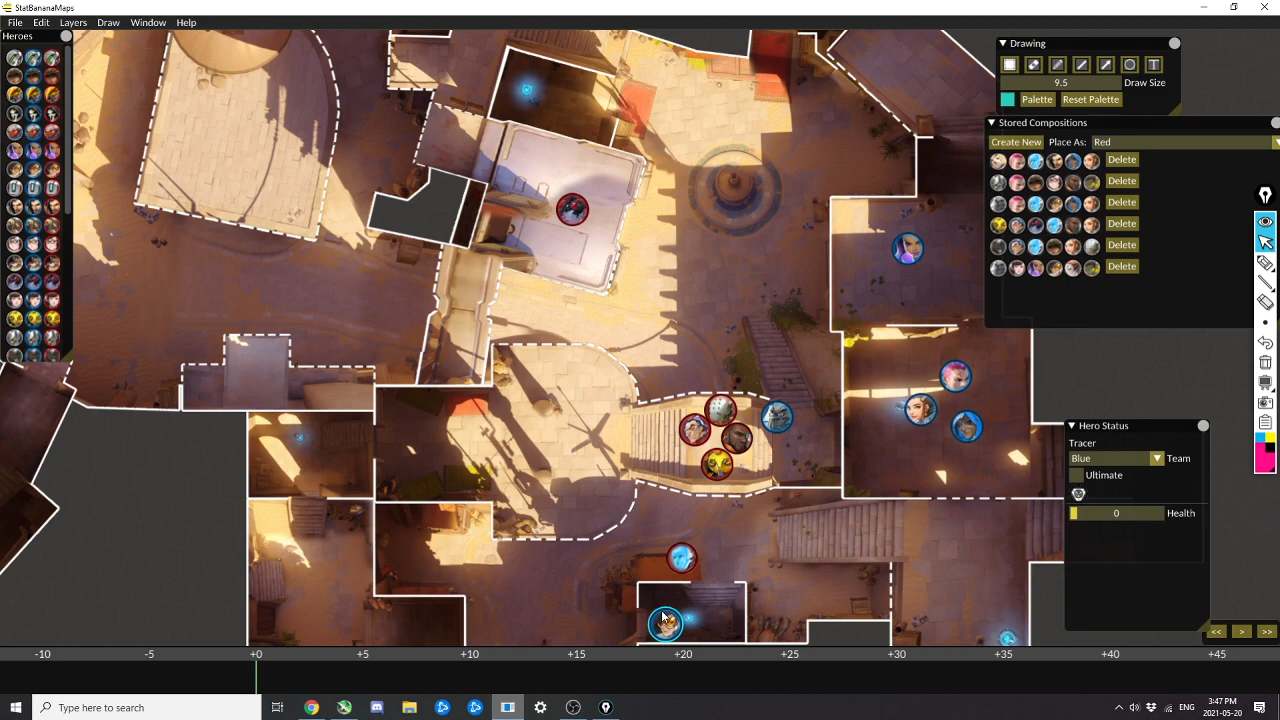 StatBananaMaps
File Edit Layers Draw Window Help
Heroes
Drawing
9.5 Draw Size
Palette Reset Palette
Stored Compositions
Create New Place As: Red
Delete
Delete
Delete
Delete
Delete
Delete
Hero Status
Tracer
Blue Team
Ultimate
0 Health
<< > >>
-10 -5 +0 +5 +10 +15 +20 +25 +30 +35 +40 +45
Type here to search
ENG
3:47 PM
2021-05-20